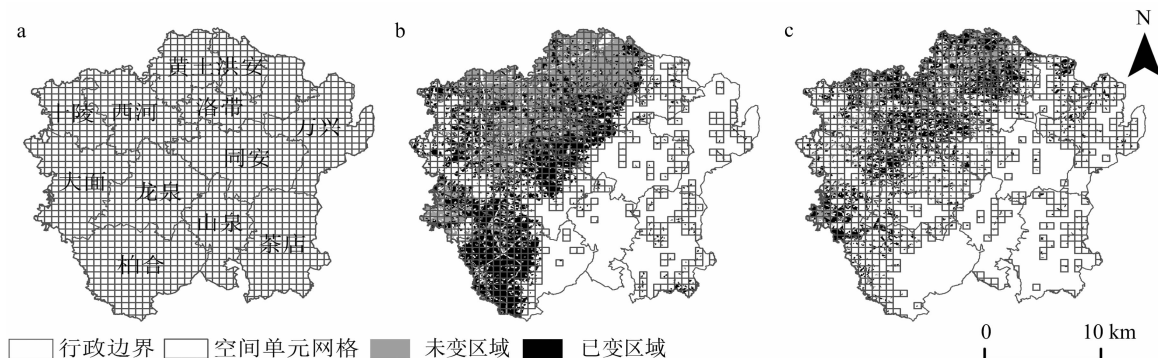 a
b
c
N
黄土 洪安
十陵
西河
洛带
万兴
同安
大面
龙泉
山泉
茶店
柏合
0 10 km
行政边界 空间单元网格 未变区域 已变区域